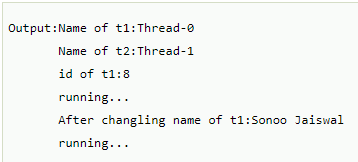 Output:Name of t1:Thread-0
Name of t2:Thread-1
id of t1:8
running...
After changling name of t1:Sonoo Jaiswal
running...